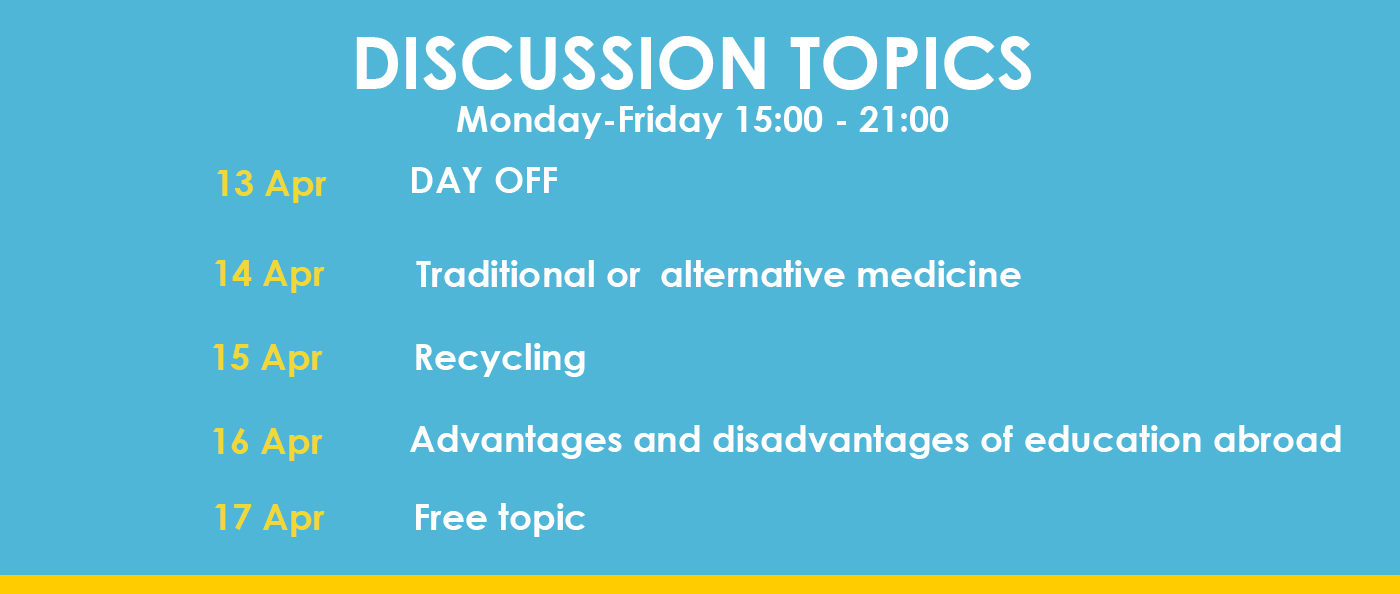 DISCUSSION TOPICS
Monday-Friday 15:00 - 21:00
13 Apr DAY OFF
14 Apr Traditional or alternative medicine
15 Apr Recycling
16 Apr Advantages and disadvantages of education abroad
17 Apr Free topic